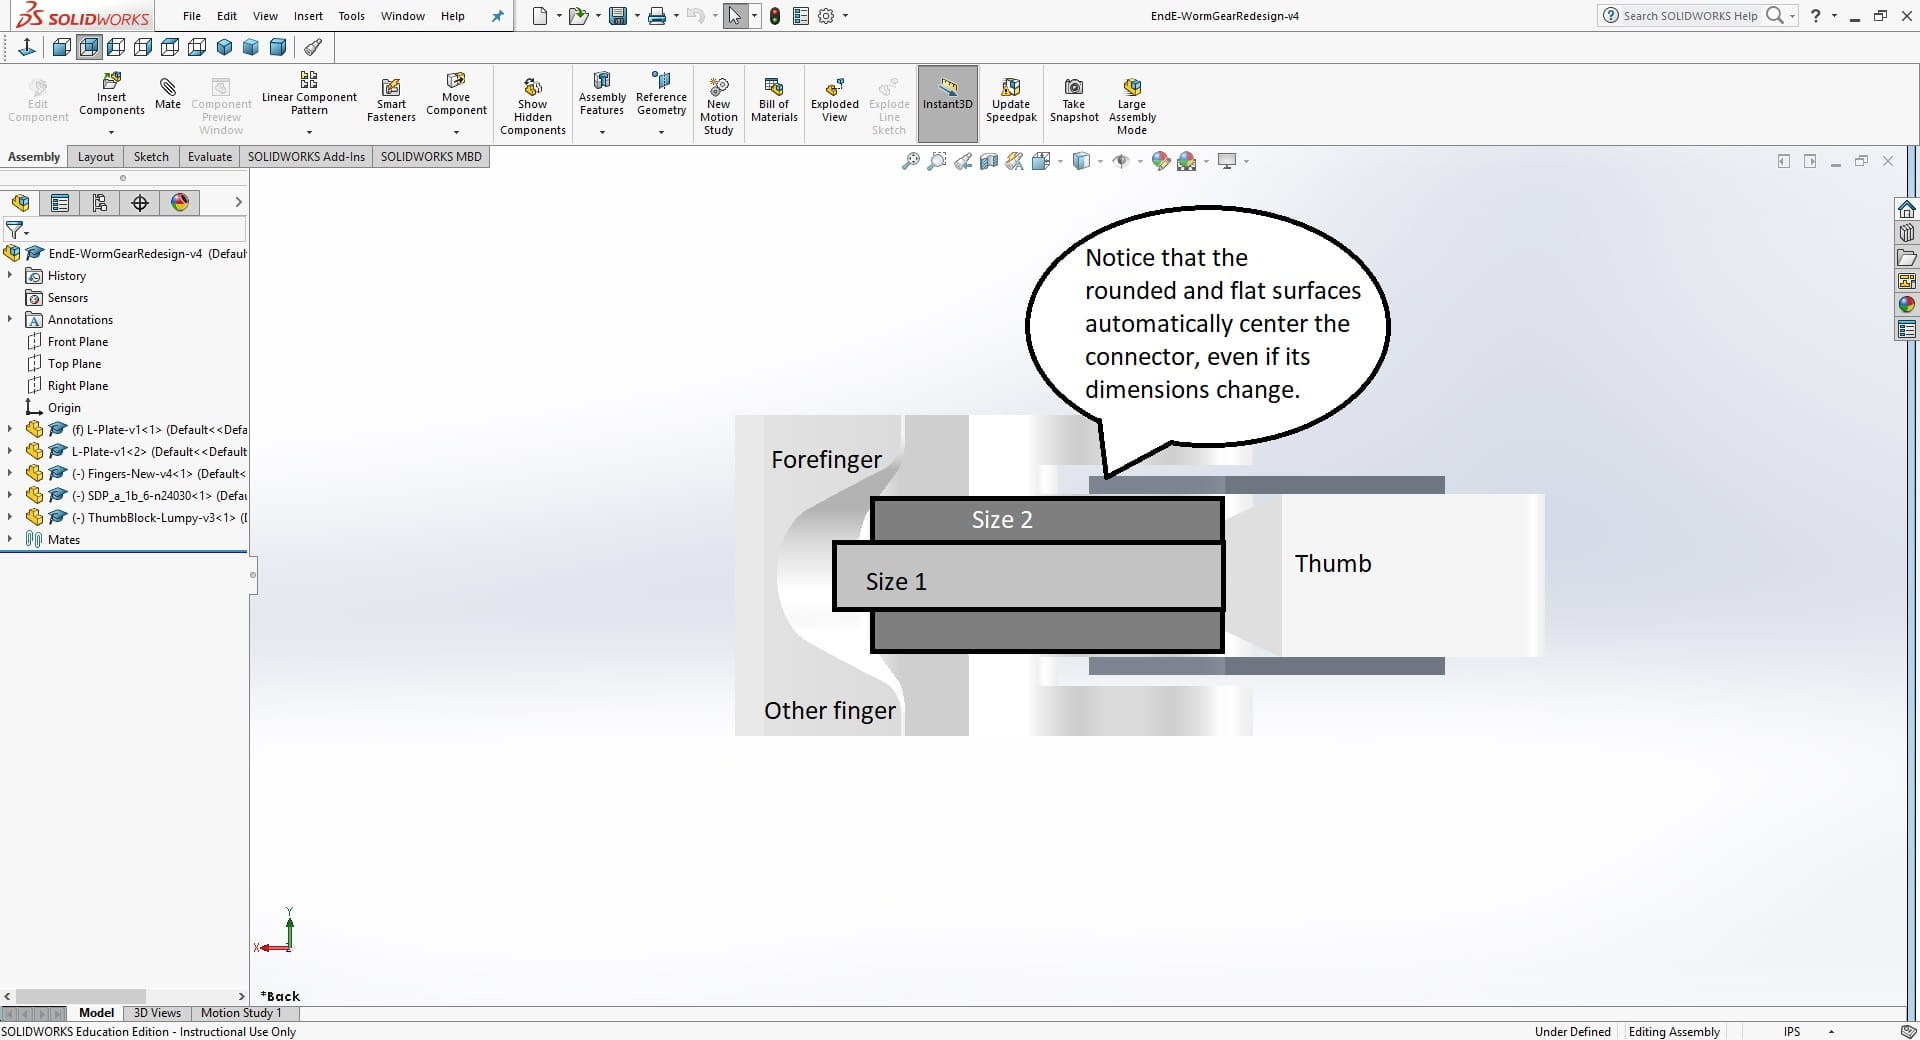 SOLIDWORKS
File Edit View Insert Tools Window Help
EndE-WormGearRedesign-v4
Search SOLIDWORKS Help
Edit Component
Insert Components
Mate
Component Preview Window
Linear Component Pattern
Smart Fasteners
Move Component
Show Hidden Components
Assembly Features
Reference Geometry
New Motion Study
Bill of Materials
Exploded View
Explode Line Sketch
Instant3D
Update Speedpak
Take Snapshot
Large Assembly Mode
Assembly Layout Sketch Evaluate SOLIDWORKS Add-Ins SOLIDWORKS MBD
EndE-WormGearRedesign-v4 (Defaul
History
Sensors
Annotations
Front Plane
Top Plane
Right Plane
Origin
(f) L-Plate-v1<1> (Default<<Defa
L-Plate-v1<2> (Default<<Default
(-) Fingers-New-v4<1> (Default<
(-) SDP_a_1b_6-n24030<1> (Defau
(-) ThumbBlock-Lumpy-v3<1> (I
Mates
Notice that the
rounded and flat surfaces
automatically center the
connector, even if its
dimensions change.
Forefinger
Size 2
Size 1
Thumb
Other finger
Y
X
*Back
Model 3D Views Motion Study 1
SOLIDWORKS Education Edition - Instructional Use Only
Under Defined Editing Assembly IPS